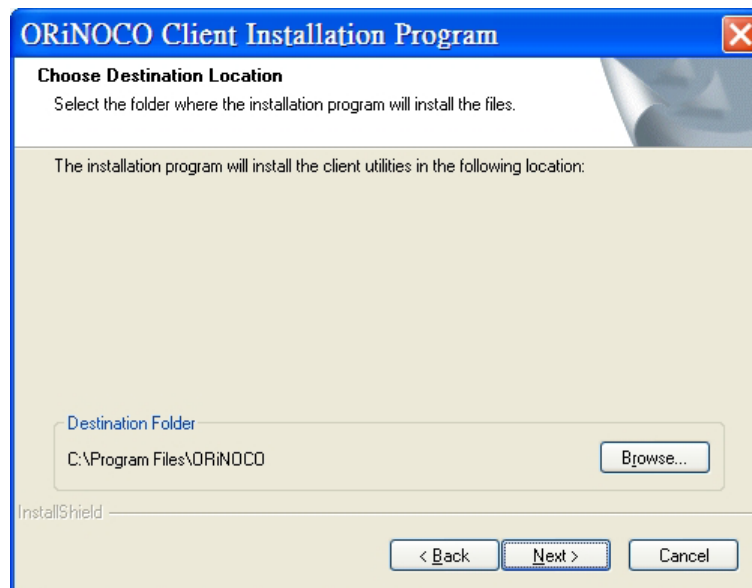 ORiNOCO Client Installation Program
Choose Destination Location
Select the folder where the installation program will install the files.
The installation program will install the client utilities in the following location:
Destination Folder
C:\Program Files\ORiNOCO
Browse...
InstallShield
< Back
Next >
Cancel